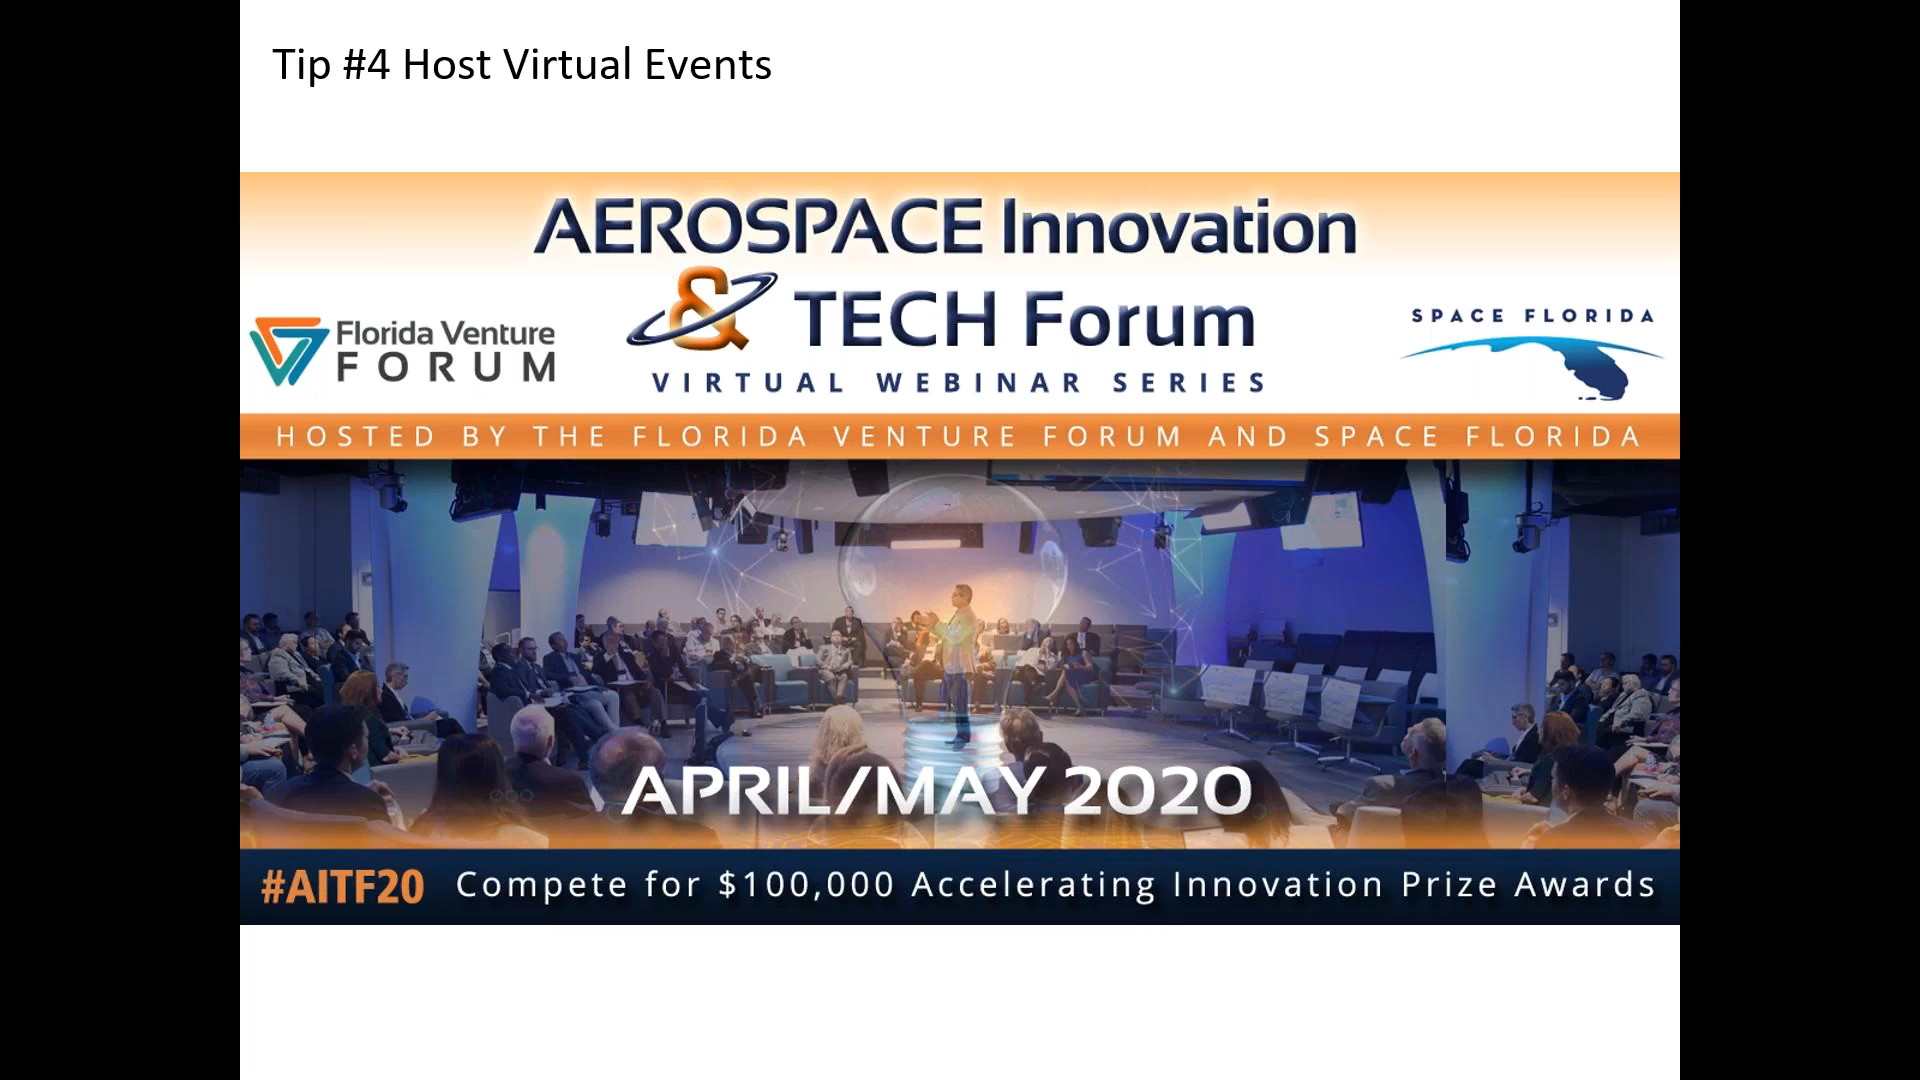 Tip #4 Host Virtual Events
AEROSPACE Innovation
& TECH Forum
VIRTUAL WEBINAR SERIES
Florida Venture
FORUM
SPACE FLORIDA
HOSTED BY THE FLORIDA VENTURE FORUM AND SPACE FLORIDA
APRIL/MAY 2020
#AITF20 Compete for $100,000 Accelerating Innovation Prize Awards